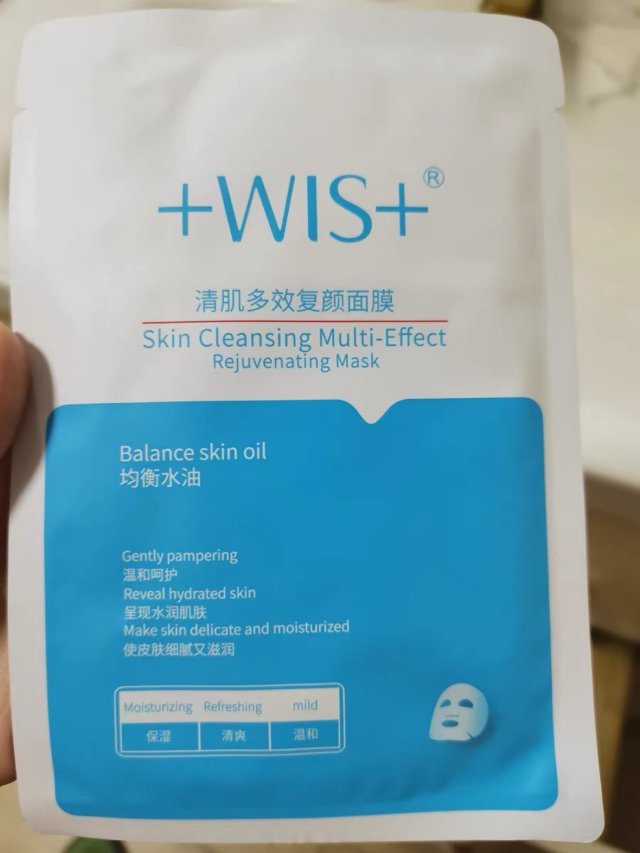 +WIS+®
清肌多效复颜面膜
Skin Cleansing Multi-Effect
Rejuvenating Mask
Balance skin oil
均衡水油
Gently pampering
温和呵护
Reveal hydrated skin
呈现水润肌肤
Make skin delicate and moisturized
使皮肤细腻又滋润
Moisturizing Refreshing mild
保湿 清爽 温和